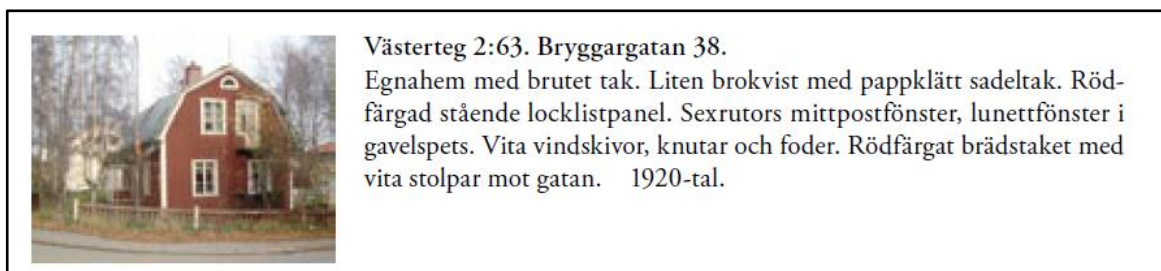 Västerteg 2:63. Bryggargatan 38.
Egnahem med brutet tak. Liten brokvist med pappklätt sadeltak. Röd-
färgad stående locklistpanel. Sexrutors mittpostfönster, lunettfönster i
gavelspets. Vita vindskivor, knutar och foder. Rödfärgat brädstaket med
vita stolpar mot gatan. 1920-tal.